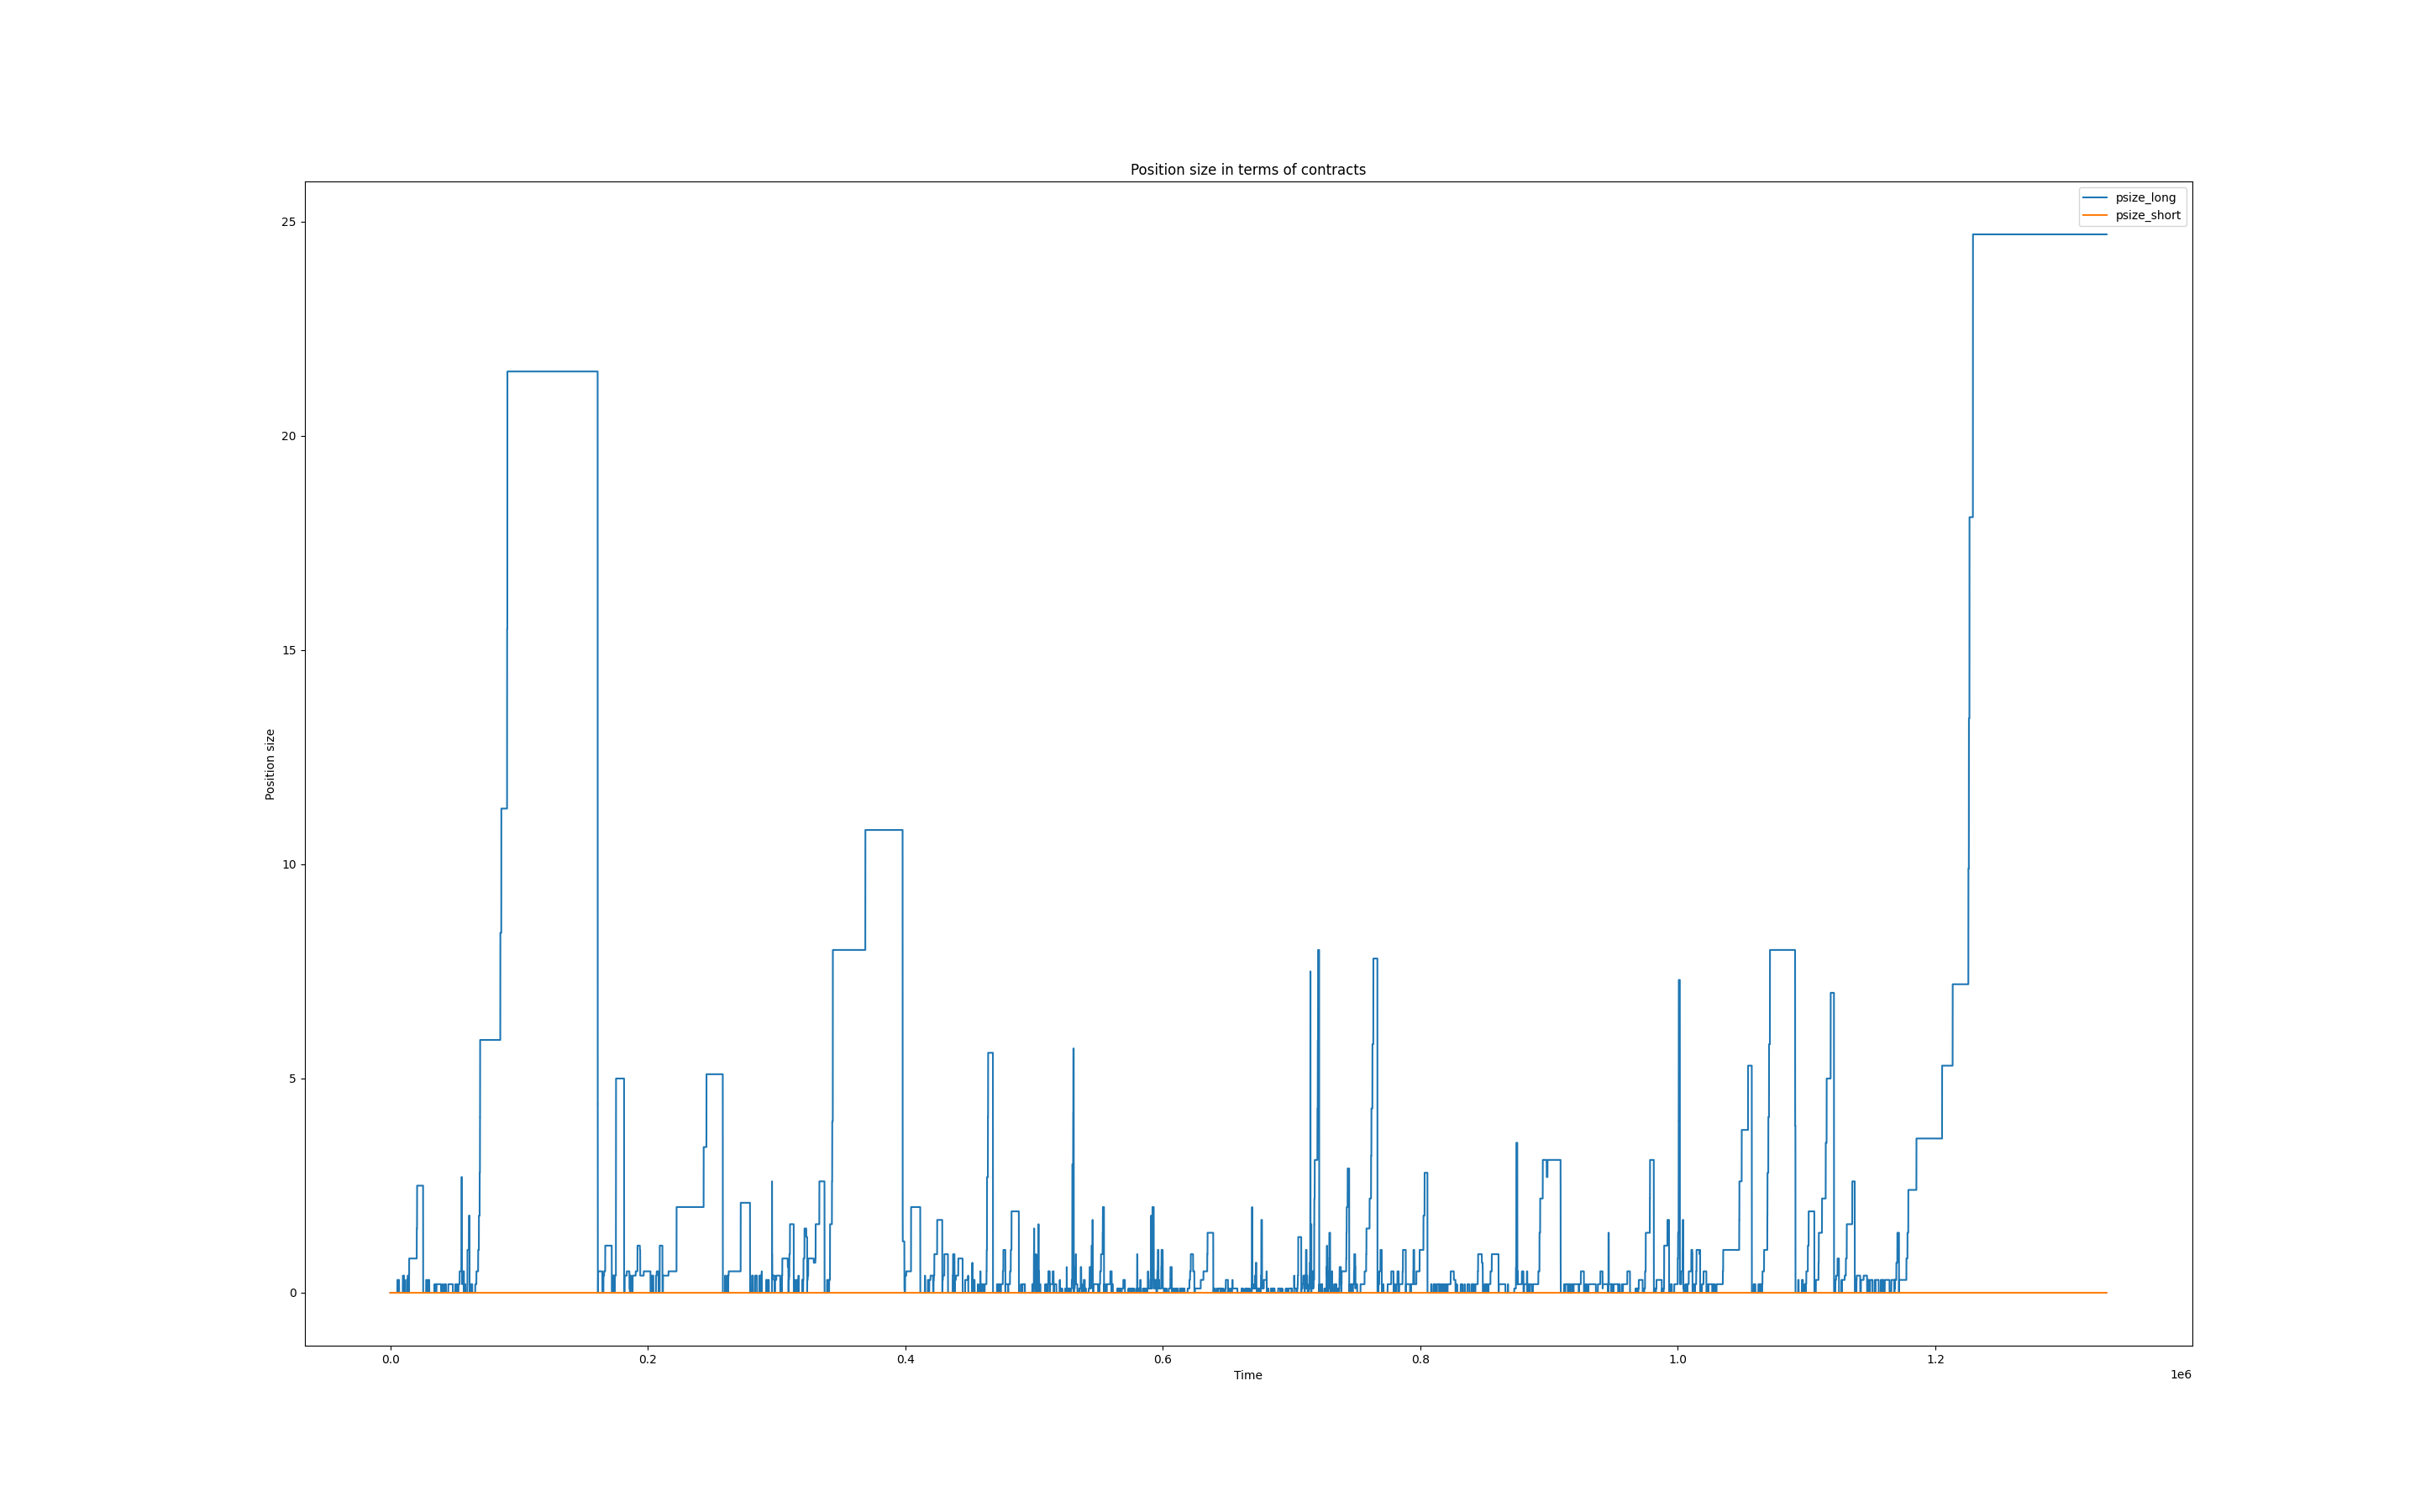 Position size in terms of contracts
psize_long
psize_short
25
20
15
10
5
0
Position size
0.0 0.2 0.4 0.6 0.8 1.0 1.2
Time
1e6